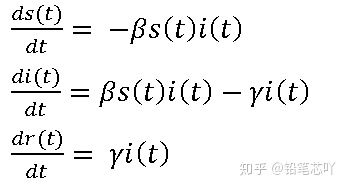 ds(t)/dt = -βs(t)i(t)
di(t)/dt = βs(t)i(t) - γi(t)
dr(t)/dt = γi(t)
知乎 @铅笔芯吖